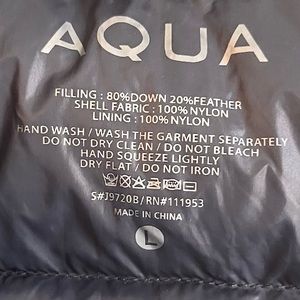 AQUA
FILLING : 80%DOWN 20%FEATHER
SHELL FABRIC : 100%NYLON
LINING : 100%NYLON
HAND WASH / WASH THE GARMENT SEPARATELY
DO NOT DRY CLEAN / DO NOT BLEACH
HAND SQUEEZE LIGHTLY
DRY FLAT / DO NOT IRON
S#J9720B/RN#111953
MADE IN CHINA
L